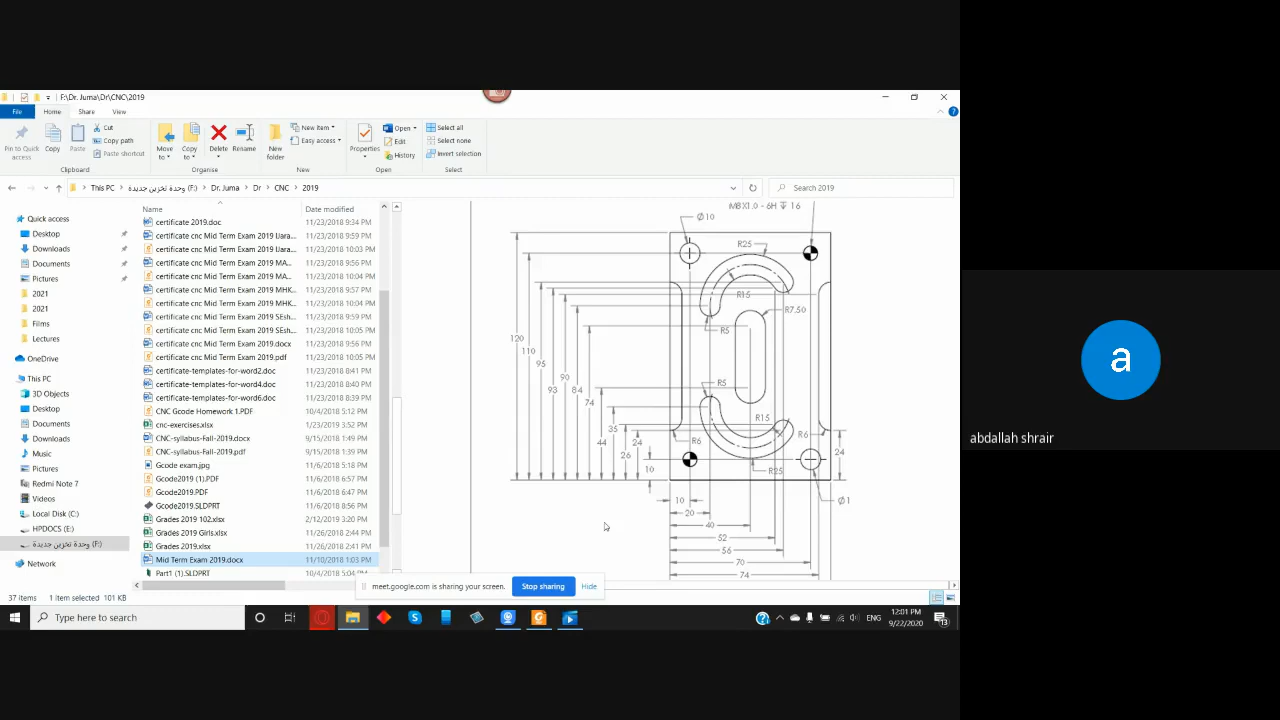 F:\Dr. Juma\Dr\CNC\2019
File
Home
Share
View
Pin to Quick access
Copy
Paste
Cut
Copy path
Paste shortcut
Clipboard
Move to
Copy to
Delete
Rename
Organise
New folder
New item
Easy access
New
Properties
Open
Edit
History
Open
Select all
Select none
Invert selection
Select
This PC
وحدة تخزين جديدة (F:)
Dr. Juma
Dr
CNC
2019
Search 2019
Quick access
Desktop
Downloads
Documents
Pictures
2021
2021
Films
Lectures
OneDrive
This PC
3D Objects
Desktop
Documents
Downloads
Music
Pictures
Redmi Note 7
Videos
Local Disk (C:)
HPDOCS (E:)
وحدة تخزين جديدة (F:)
Network
Name
Date modified
certificate 2019.doc 11/23/2018 9:34 PM
certificate cnc Mid Term Exam 2019 IJara... 11/23/2018 9:59 PM
certificate cnc Mid Term Exam 2019 IJara... 11/23/2018 10:03 PM
certificate cnc Mid Term Exam 2019 MA... 11/23/2018 9:56 PM
certificate cnc Mid Term Exam 2019 MA... 11/23/2018 10:04 PM
certificate cnc Mid Term Exam 2019 MHK... 11/23/2018 9:57 PM
certificate cnc Mid Term Exam 2019 MHK... 11/23/2018 10:04 PM
certificate cnc Mid Term Exam 2019 SEsh... 11/23/2018 9:59 PM
certificate cnc Mid Term Exam 2019 SEsh... 11/23/2018 10:05 PM
certificate cnc Mid Term Exam 2019.docx 11/23/2018 9:56 PM
certificate cnc Mid Term Exam 2019.pdf 11/23/2018 10:05 PM
certificate-templates-for-word2.doc 11/23/2018 8:41 PM
certificate-templates-for-word4.doc 11/23/2018 8:40 PM
certificate-templates-for-word6.doc 11/23/2018 8:39 PM
CNC Gcode Homework 1.PDF 10/4/2018 5:12 PM
cnc-exercises.xlsx 1/23/2019 3:52 PM
CNC-syllabus-Fall-2019.docx 9/15/2018 1:49 PM
CNC-syllabus-Fall-2019.pdf 9/15/2018 1:39 PM
Gcode exam.jpg 11/6/2018 5:18 PM
Gcode2019 (1).PDF 11/6/2018 6:57 PM
Gcode2019.PDF 11/6/2018 6:47 PM
Gcode2019.SLDPRT 11/6/2018 8:56 PM
Grades 2019 102.xlsx 2/12/2019 3:20 PM
Grades 2019 Girls.xlsx 11/26/2018 2:44 PM
Grades 2019.xlsx 11/26/2018 2:41 PM
Mid Term Exam 2019.docx 11/10/2018 1:03 PM
Part1 (1).SLDPRT 10/4/2018 5:04 PM
M8X1.0 - 6H ↧ 16
Ø10
R25
R15
R7.50
R5
120
110
95
93
90
84
74
R5
R15
R6
R6
44
35
26
24
10
24
R25
Ø1
10
20
40
52
56
70
74
meet.google.com is sharing your screen.
Stop sharing
Hide
37 items
1 item selected 101 KB
Type here to search
ENG
12:01 PM
9/22/2020
13
a
abdallah shrair